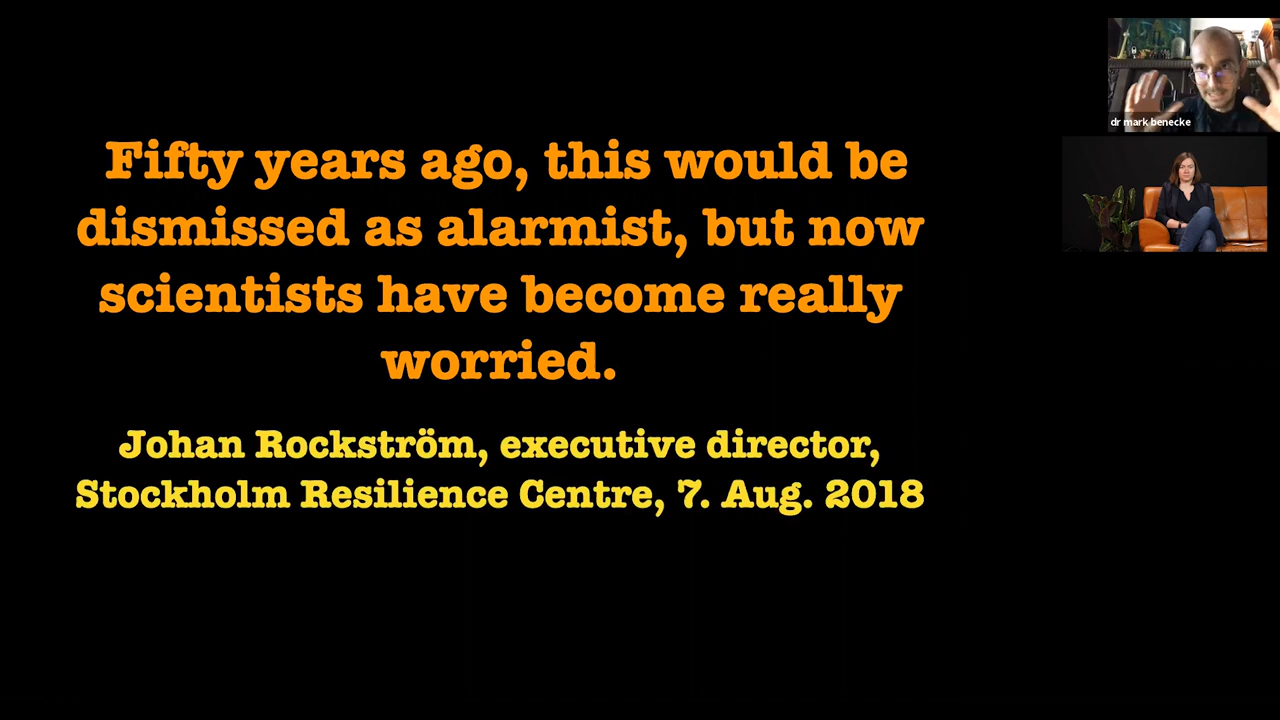 Fifty years ago, this would be
dismissed as alarmist, but now
scientists have become really
worried.
Johan Rockström, executive director,
Stockholm Resilience Centre, 7. Aug. 2018
dr mark benecke